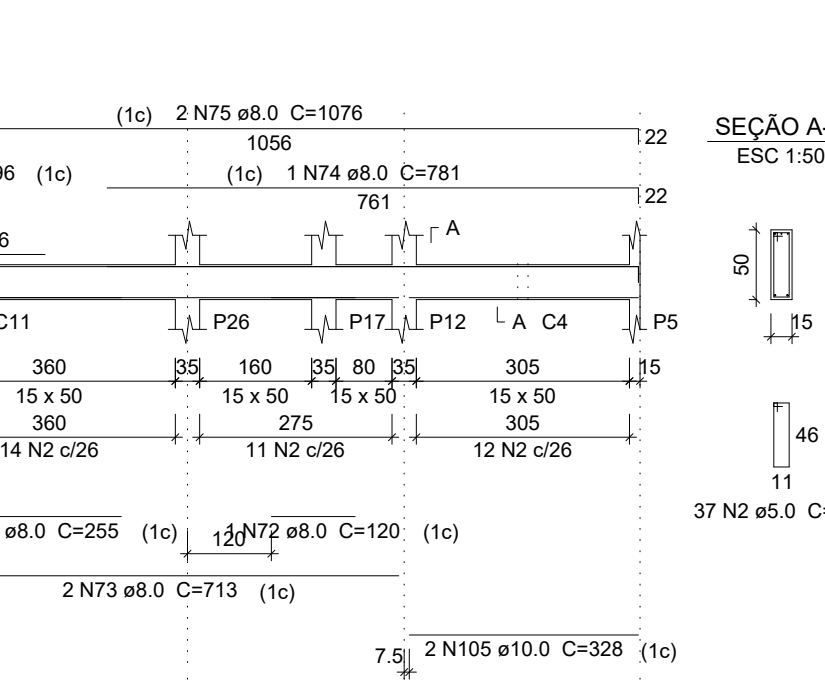 (1c) 2 N75 ø8.0 C=1076
1056
22
SEÇÃO A-
ESC 1:50
96 (1c)
(1c) 1 N74 ø8.0 C=781
761
22
6
A
50
15
C11
P26
P17
P12
A C4
P5
360
35
160
35
80
35
305
15
15 x 50
15 x 50
15 x 50
15 x 50
360
275
305
14 N2 c/26
11 N2 c/26
12 N2 c/26
46
11
37 N2 ø5.0 C=
ø8.0 C=255 (1c)
120
1 N72 ø8.0 C=120 (1c)
2 N73 ø8.0 C=713 (1c)
7.5
2 N105 ø10.0 C=328 (1c)